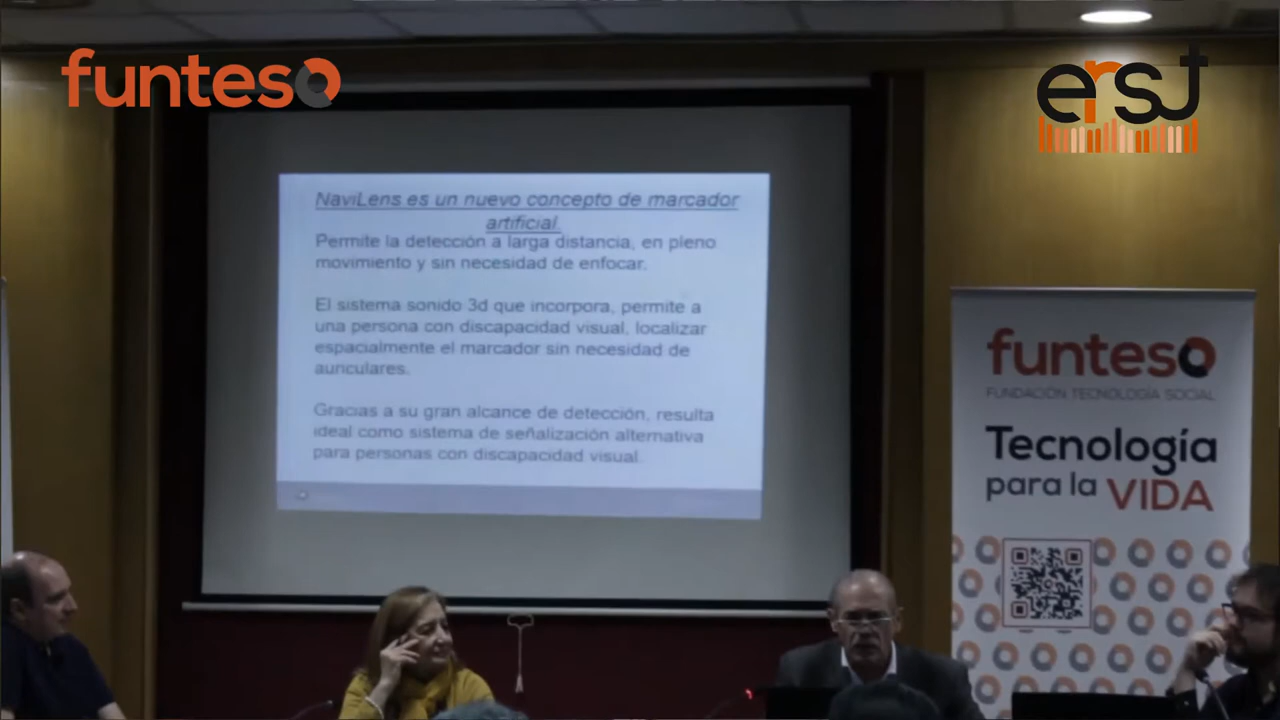 funteso
ersJ
NaviLens es un nuevo concepto de marcador
artificial.
Permite la detección a larga distancia, en pleno
movimiento y sin necesidad de enfocar.
El sistema sonido 3d que incorpora, permite a
una persona con discapacidad visual, localizar
espacialmente el marcador sin necesidad de
auriculares.
Gracias a su gran alcance de detección, resulta
ideal como sistema de señalización alternativa
para personas con discapacidad visual.
funteso
FUNDACIÓN TECNOLOGÍA SOCIAL
Tecnología
para la VIDA